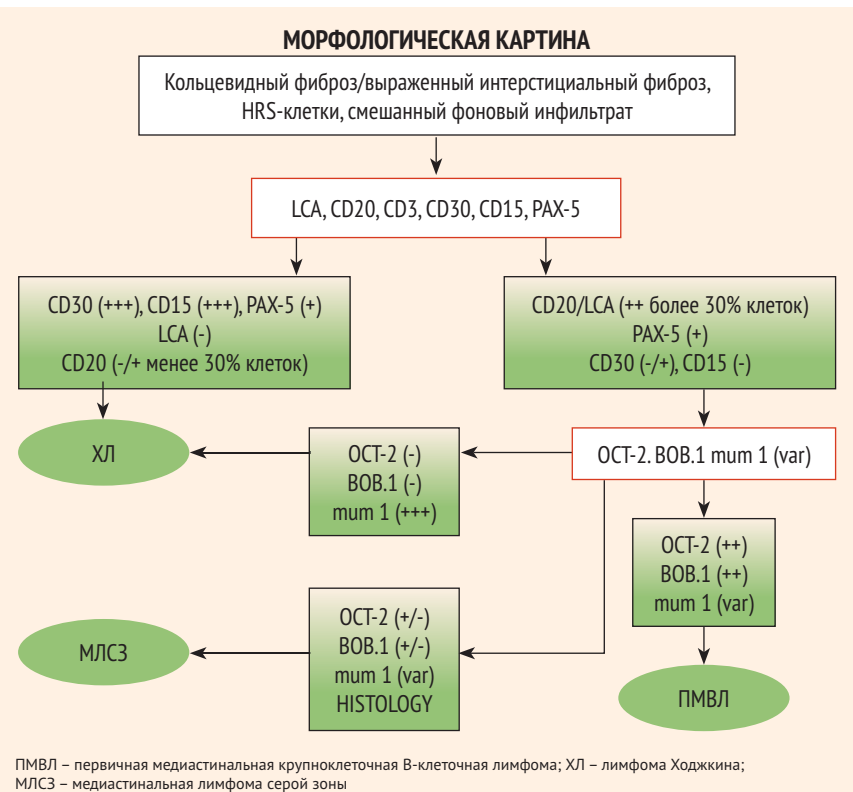 МОРФОЛОГИЧЕСКАЯ КАРТИНА
Кольцевидный фиброз/выраженный интерстициальный фиброз,
HRS-клетки, смешанный фоновый инфильтрат
LCA, CD20, CD3, CD30, CD15, PAX-5
CD30 (+++), CD15 (+++), PAX-5 (+)
LCA (-)
CD20 (-/+ менее 30% клеток)
CD20/LCA (++ более 30% клеток)
PAX-5 (+)
CD30 (-/+), CD15 (-)
ХЛ
OCT-2 (-)
BOB.1 (-)
mum 1 (+++)
OCT-2. BOB.1 mum 1 (var)
OCT-2 (++)
BOB.1 (++)
mum 1 (var)
МЛСЗ
OCT-2 (+/-)
BOB.1 (+/-)
mum 1 (var)
HISTOLOGY
ПМВЛ
ПМВЛ – первичная медиастинальная крупноклеточная В-клеточная лимфома; ХЛ – лимфома Ходжкина;
МЛСЗ – медиастинальная лимфома серой зоны